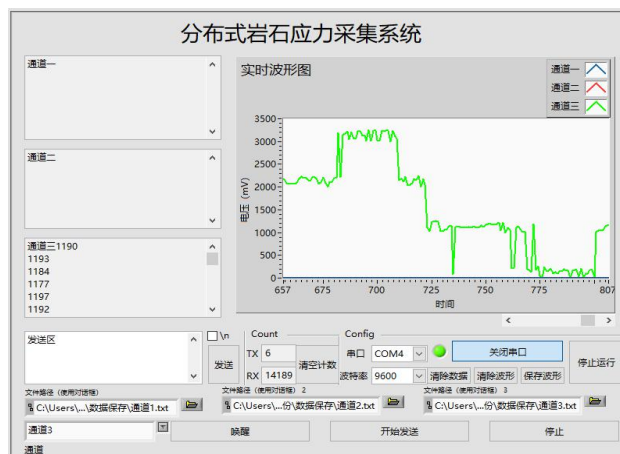 分布式岩石应力采集系统
通道一
通道二
通道三1190
1193
1184
1177
1197
1192
实时波形图
通道一
通道二
通道三
3500
3000
2500
2000
1500
1000
500
0
电压（mV）
657 675 700 725 750 775 807
时间
发送区
\n
发送
Count
TX 6
RX 14189
清空计数
Config
串口 COM4
波特率 9600
关闭串口
清除数据 清除波形 保存波形
停止运行
文件路径（使用对话框）
C:\Users\...\数据保存\通道1.txt
文件路径（使用对话框） 2
C:\Users\...份\数据保存\通道2.txt
文件路径（使用对话框） 3
C:\Users\...份\数据保存\通道3.txt
通道3
唤醒 开始发送 停止
通道